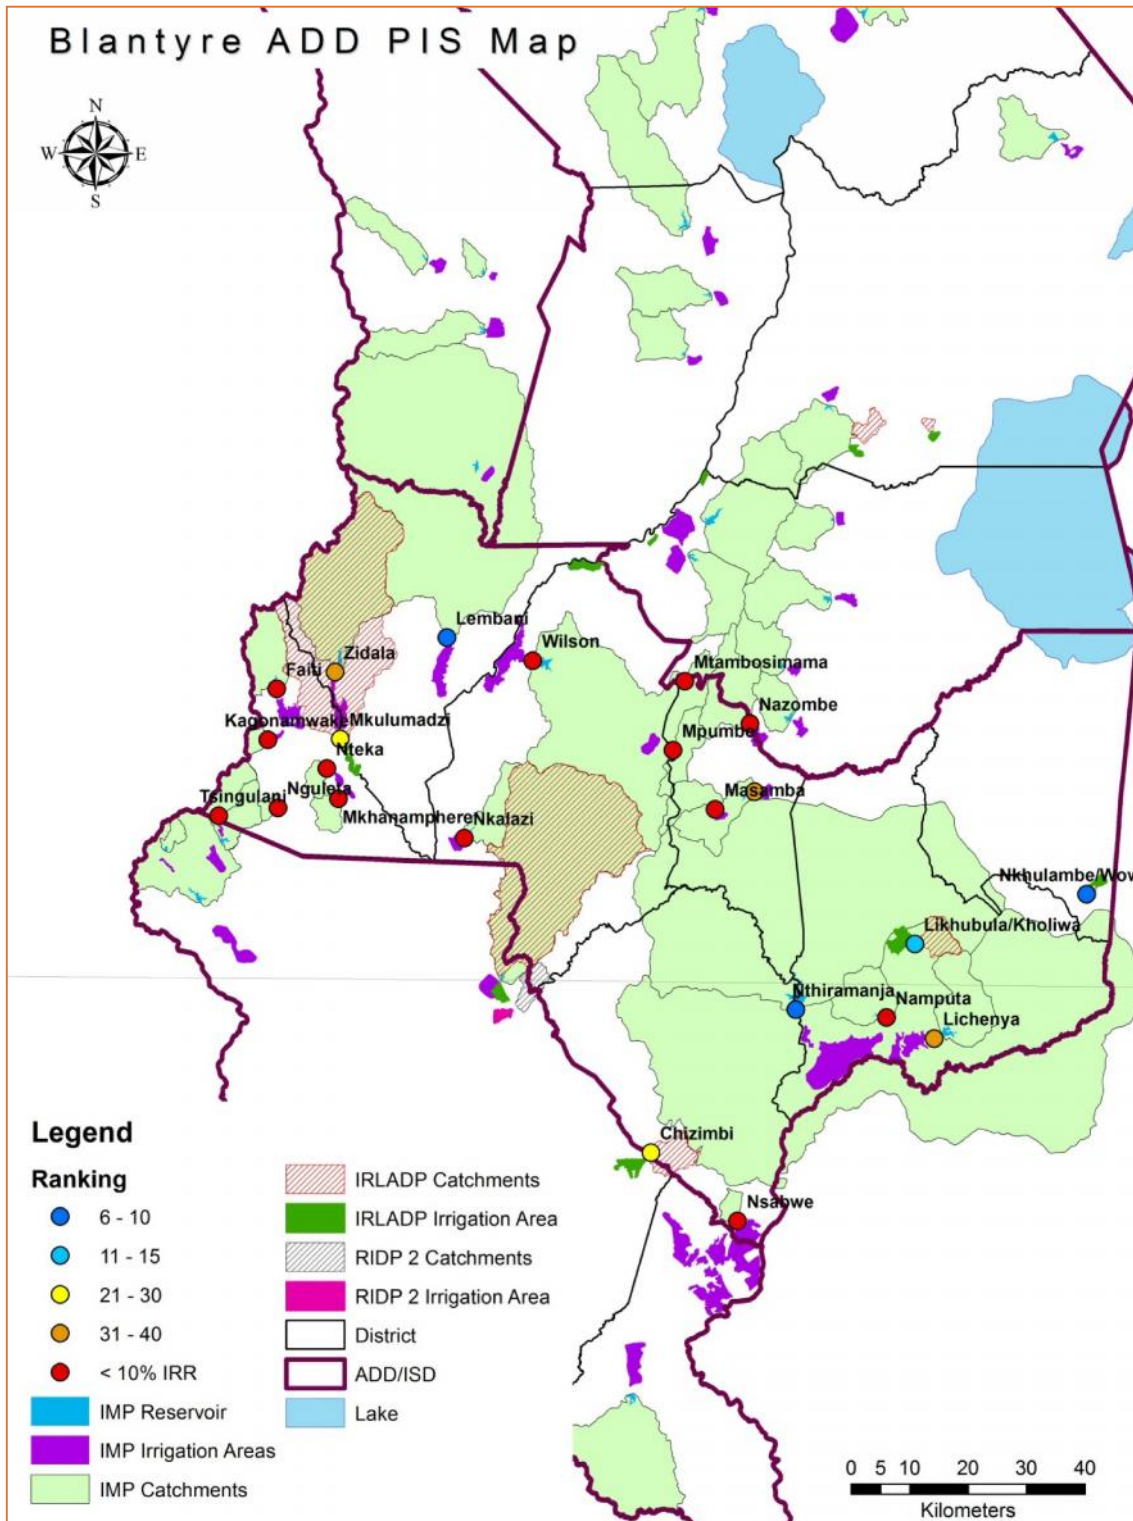 Blantyre ADD PIS Map
N
W E
S
Lembani
Wilson
Zidala
Faiti
Mtambosimama
Nazombe
Kagonamwake
Mkulumadzi
Mpumbe
Nteka
Nguleta
Tsingulani
Masamba
Mkhanamphere
Nkalazi
Nkhulambe/Wow
Likhubula/Kholiwa
Nthiramanja
Namputa
Lichenya
Chizimbi
Nsabwe
Legend
Ranking
6 - 10
11 - 15
21 - 30
31 - 40
< 10% IRR
IMP Reservoir
IMP Irrigation Areas
IMP Catchments
IRLADP Catchments
IRLADP Irrigation Area
RIDP 2 Catchments
RIDP 2 Irrigation Area
District
ADD/ISD
Lake
0 5 10 20 30 40
Kilometers